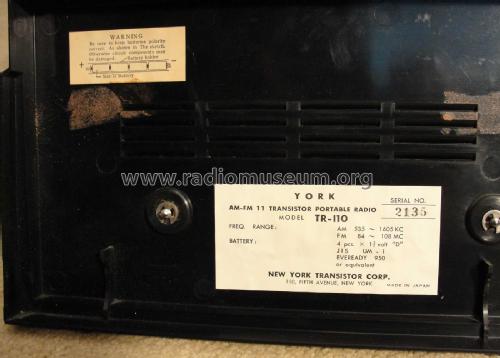 WARNING
Be sure to keep batteries polarity
correct. As shown in the sketch,
otherwise circuit components may
be damaged. Battery holder
+ -
Size D Battery
www.radiomuseum.org
YORK
AM-FM 11 TRANSISTOR PORTABLE RADIO
MODEL TR-110
SERIAL NO.
2135
FREQ. RANGE: AM 535 ~ 1605 KC
FM 84 ~ 108 MC
BATTERY: 4 pcs. × 1½ volt "D"
JIS UM-1
EVEREADY 950
or equivalent
NEW YORK TRANSISTOR CORP.
150, FIFTH AVENUE, NEW YORK
MADE IN JAPAN